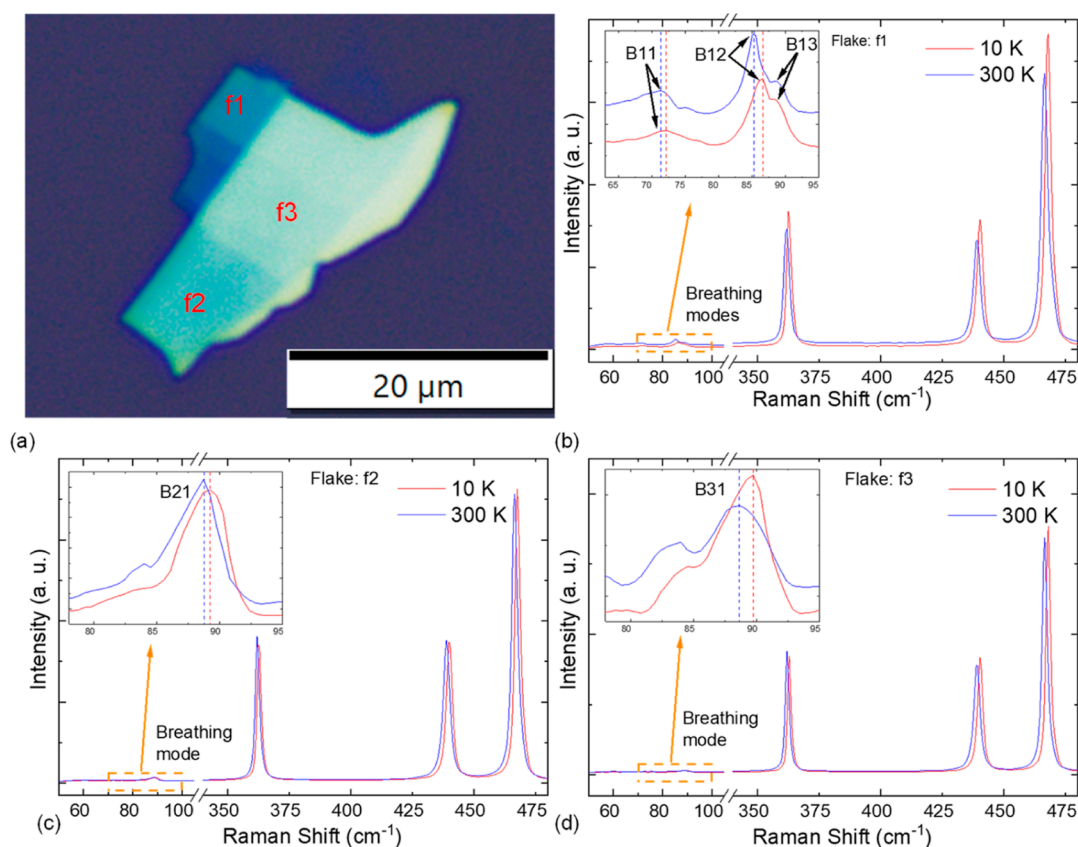 f1
f3
f2
20 μm
(a)
Intensity (a. u.)
B11
B12
B13
65 70 75 80 85 90 95
Flake: f1
10 K
300 K
Breathing
modes
60 80 100 350 375 400 425 450 475
Raman Shift (cm-1)
(b)
Intensity (a. u.)
B21
80 85 90 95
Flake: f2
10 K
300 K
Breathing
mode
60 80 100 350 375 400 425 450 475
Raman Shift (cm-1)
(c)
Intensity (a. u.)
B31
80 85 90 95
Flake: f3
10 K
300 K
Breathing
mode
60 80 100 350 375 400 425 450 475
Raman Shift (cm-1)
(d)